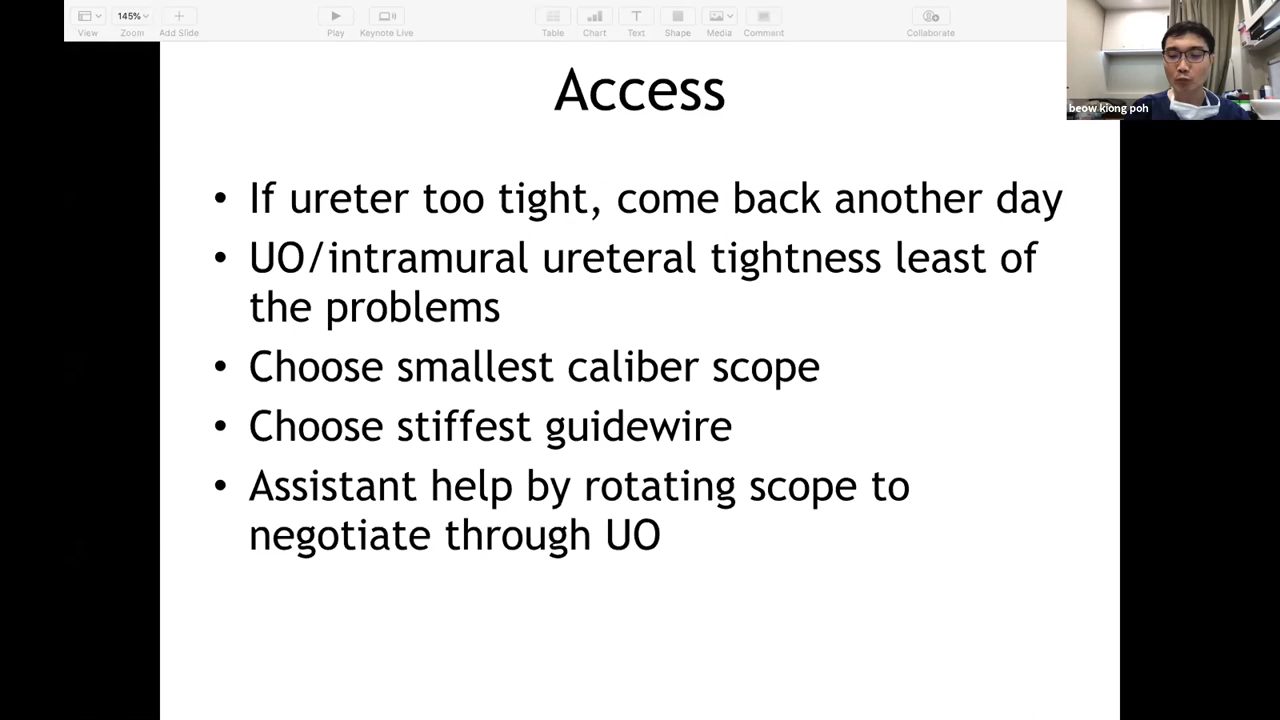 145%
View
Zoom
Add Slide
Play
Keynote Live
Table
Chart
Text
Shape
Media
Comment
Collaborate
beow kiong poh
Access
• If ureter too tight, come back another day
• UO/intramural ureteral tightness least of
the problems
• Choose smallest caliber scope
• Choose stiffest guidewire
• Assistant help by rotating scope to
negotiate through UO